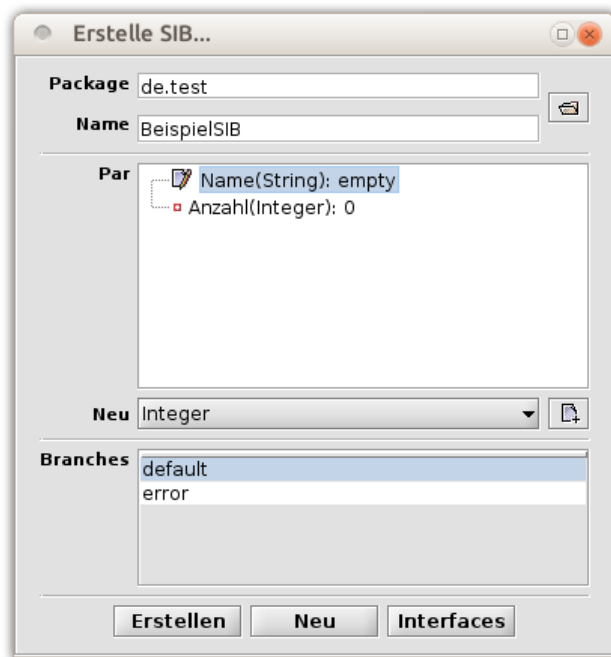 Erstelle SIB...
Package de.test
Name BeispielSIB
Par
Name(String): empty
Anzahl(Integer): 0
Neu Integer
Branches
default
error
Erstellen Neu Interfaces